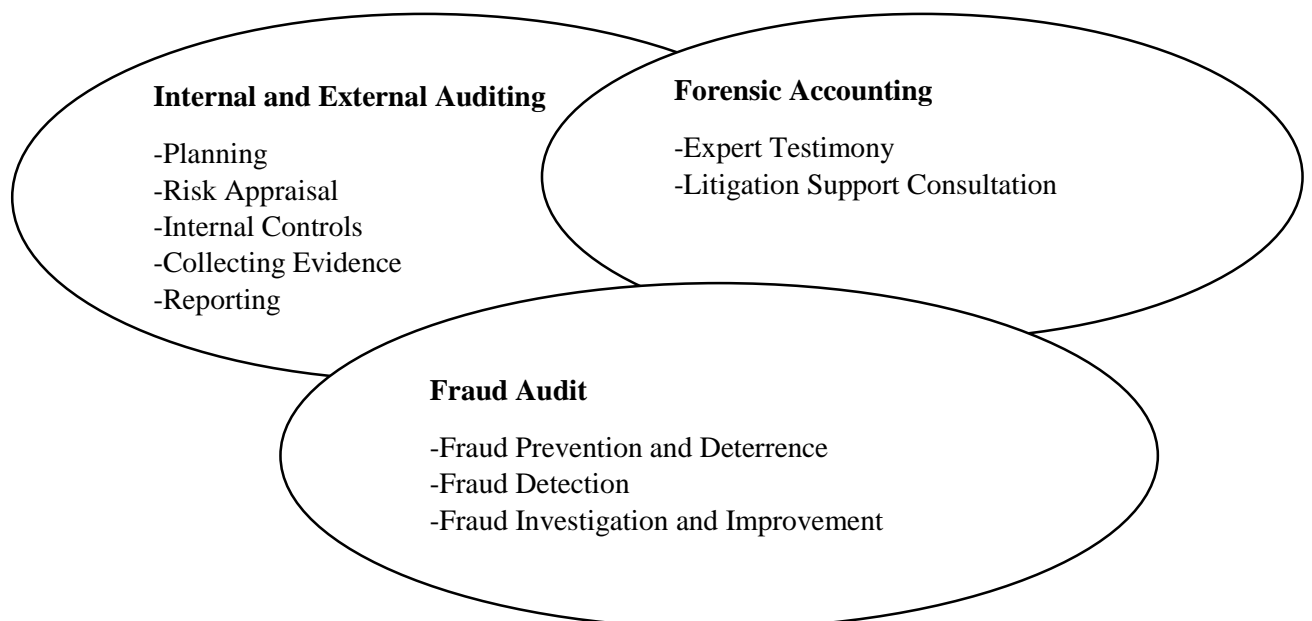 Internal and External Auditing
-Planning
-Risk Appraisal
-Internal Controls
-Collecting Evidence
-Reporting
Forensic Accounting
-Expert Testimony
-Litigation Support Consultation
Fraud Audit
-Fraud Prevention and Deterrence
-Fraud Detection
-Fraud Investigation and Improvement